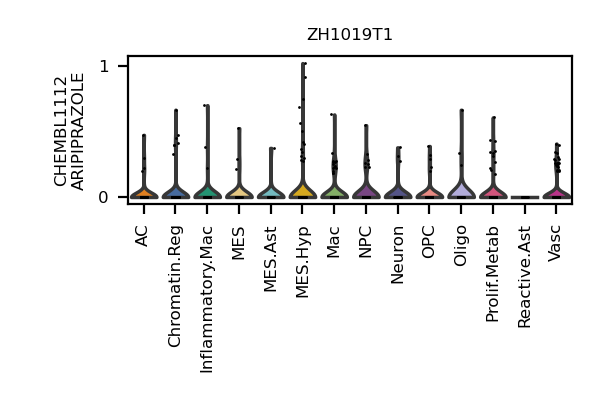 ZH1019T1
CHEMBL1112
ARIPIPRAZOLE
1
0
AC
Chromatin.Reg
Inflammatory.Mac
MES
MES.Ast
MES.Hyp
Mac
NPC
Neuron
OPC
Oligo
Prolif.Metab
Reactive.Ast
Vasc